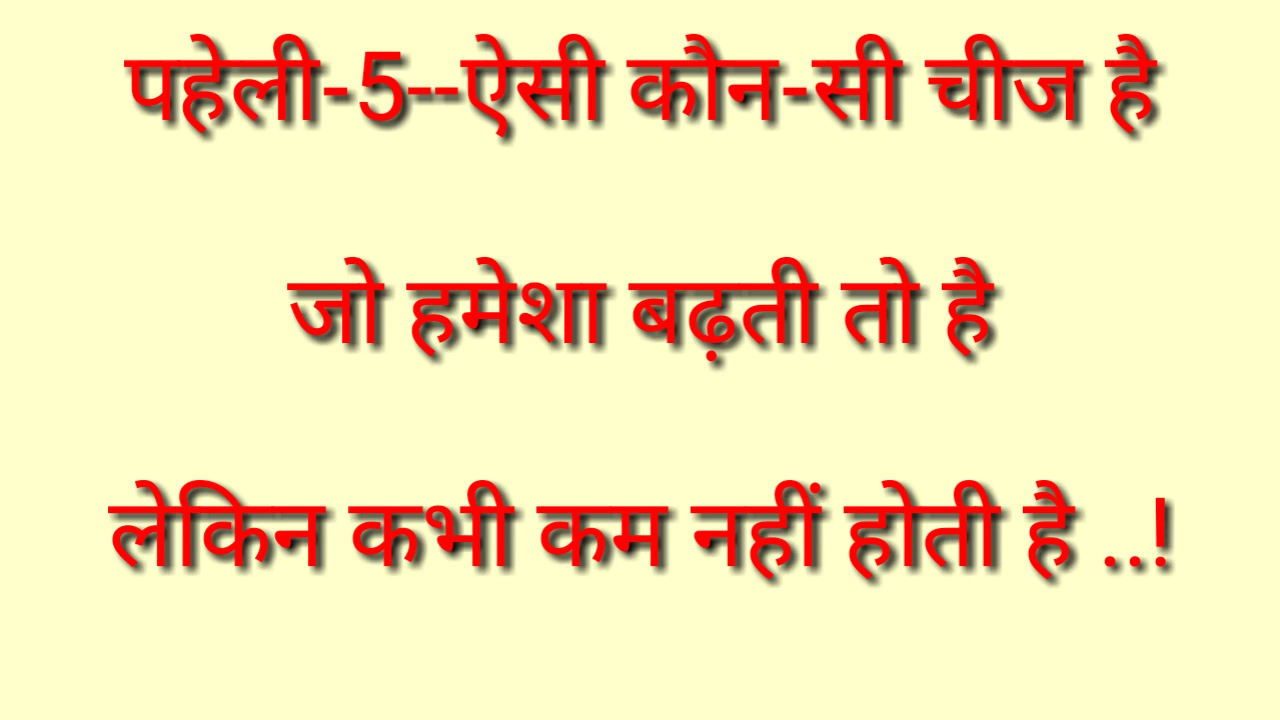 पहेली-5--ऐसी कौन-सी चीज है
जो हमेशा बढ़ती तो है
लेकिन कभी कम नहीं होती है ..!